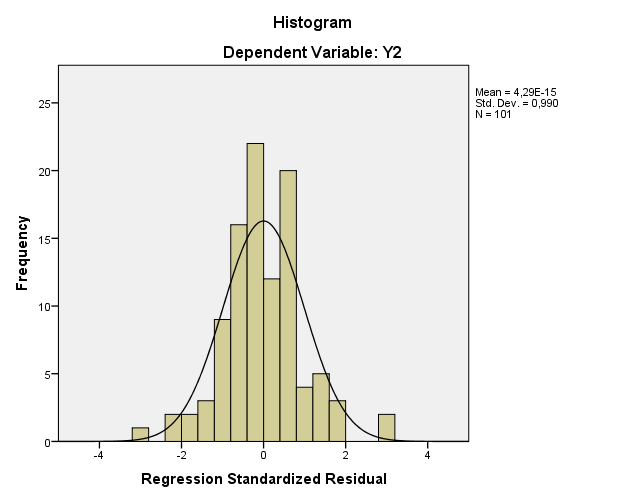 Histogram
Dependent Variable: Y2
Mean = 4,29E-15
Std. Dev. = 0,990
N = 101
Frequency
25
20
15
10
5
0
-4 -2 0 2 4
Regression Standardized Residual